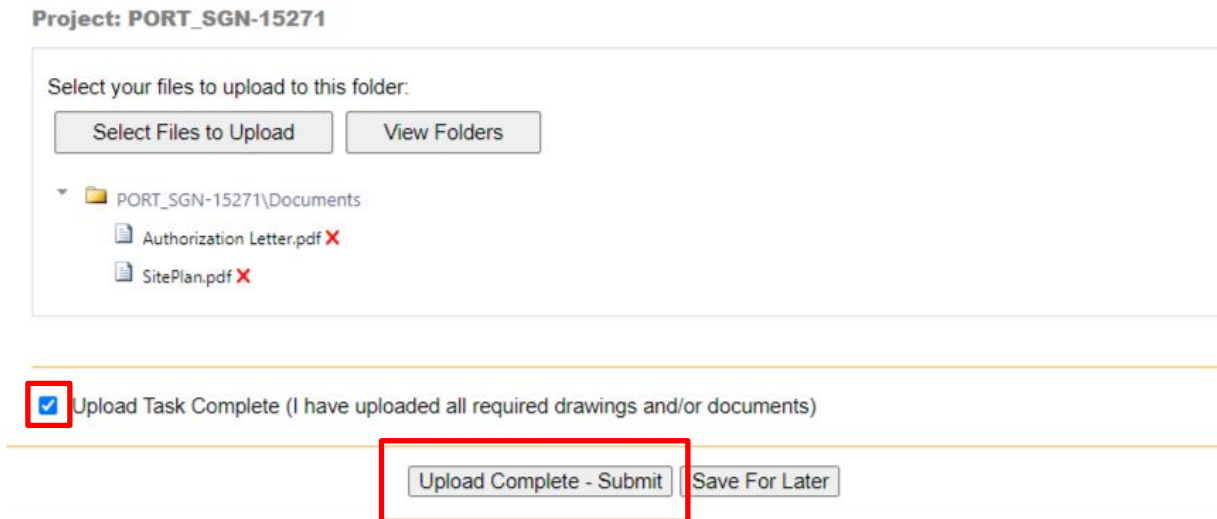 Project: PORT_SGN-15271
Select your files to upload to this folder:
Select Files to Upload View Folders
PORT_SGN-15271\Documents
Authorization Letter.pdf
SitePlan.pdf
Upload Task Complete (I have uploaded all required drawings and/or documents)
Upload Complete - Submit Save For Later